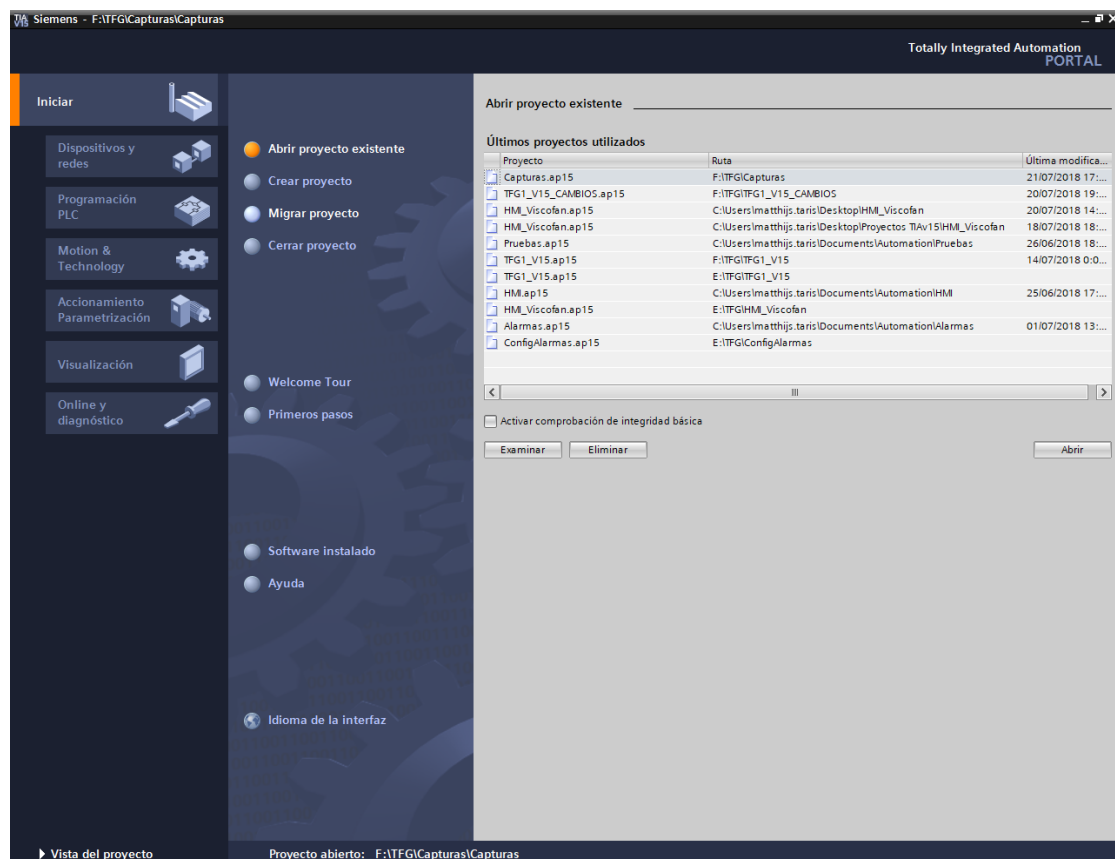 Siemens - F:\TFG\Capturas\Capturas
Totally Integrated Automation
PORTAL
Iniciar
Dispositivos y
redes
Programación
PLC
Motion &
Technology
Accionamiento
Parametrización
Visualización
Online y
diagnóstico
Abrir proyecto existente
Crear proyecto
Migrar proyecto
Cerrar proyecto
Welcome Tour
Primeros pasos
Software instalado
Ayuda
Idioma de la interfaz
Abrir proyecto existente
Últimos proyectos utilizados
Proyecto Ruta Última modifica...
Capturas.ap15 F:\TFG\Capturas 21/07/2018 17:...
TFG1_V15_CAMBIOS.ap15 F:\TFG\TFG1_V15_CAMBIOS 20/07/2018 19:...
HMI_Viscofan.ap15 C:\Users\matthijs.taris\Desktop\HMI_Viscofan 20/07/2018 14:...
HMI_Viscofan.ap15 C:\Users\matthijs.taris\Desktop\Proyectos TIAv15\HMI_Viscofan 18/07/2018 18:...
Pruebas.ap15 C:\Users\matthijs.taris\Documents\Automation\Pruebas 26/06/2018 18:...
TFG1_V15.ap15 F:\TFG\TFG1_V15 14/07/2018 0:0...
TFG1_V15.ap15 E:\TFG\TFG1_V15
HMI.ap15 C:\Users\matthijs.taris\Documents\Automation\HMI 25/06/2018 17:...
HMI_Viscofan.ap15 E:\TFG\HMI_Viscofan
Alarmas.ap15 C:\Users\matthijs.taris\Documents\Automation\Alarmas 01/07/2018 13:...
ConfigAlarmas.ap15 E:\TFG\ConfigAlarmas
Activar comprobación de integridad básica
Examinar Eliminar Abrir
Vista del proyecto Proyecto abierto: F:\TFG\Capturas\Capturas